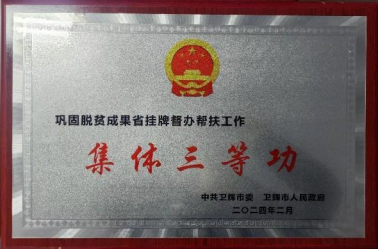 巩固脱贫成果省挂牌督办帮扶工作
集体三等功
中共卫辉市委 卫辉市人民政府
二〇二四年二月